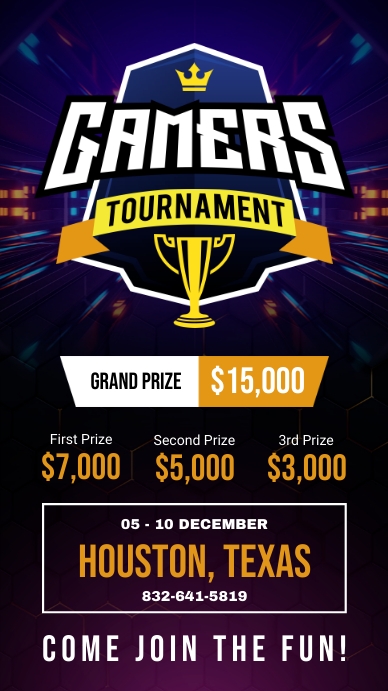 GAMERS
TOURNAMENT
GRAND PRIZE $15,000
First Prize Second Prize 3rd Prize
$7,000 $5,000 $3,000
05 - 10 DECEMBER
HOUSTON, TEXAS
832-641-5819
COME JOIN THE FUN!